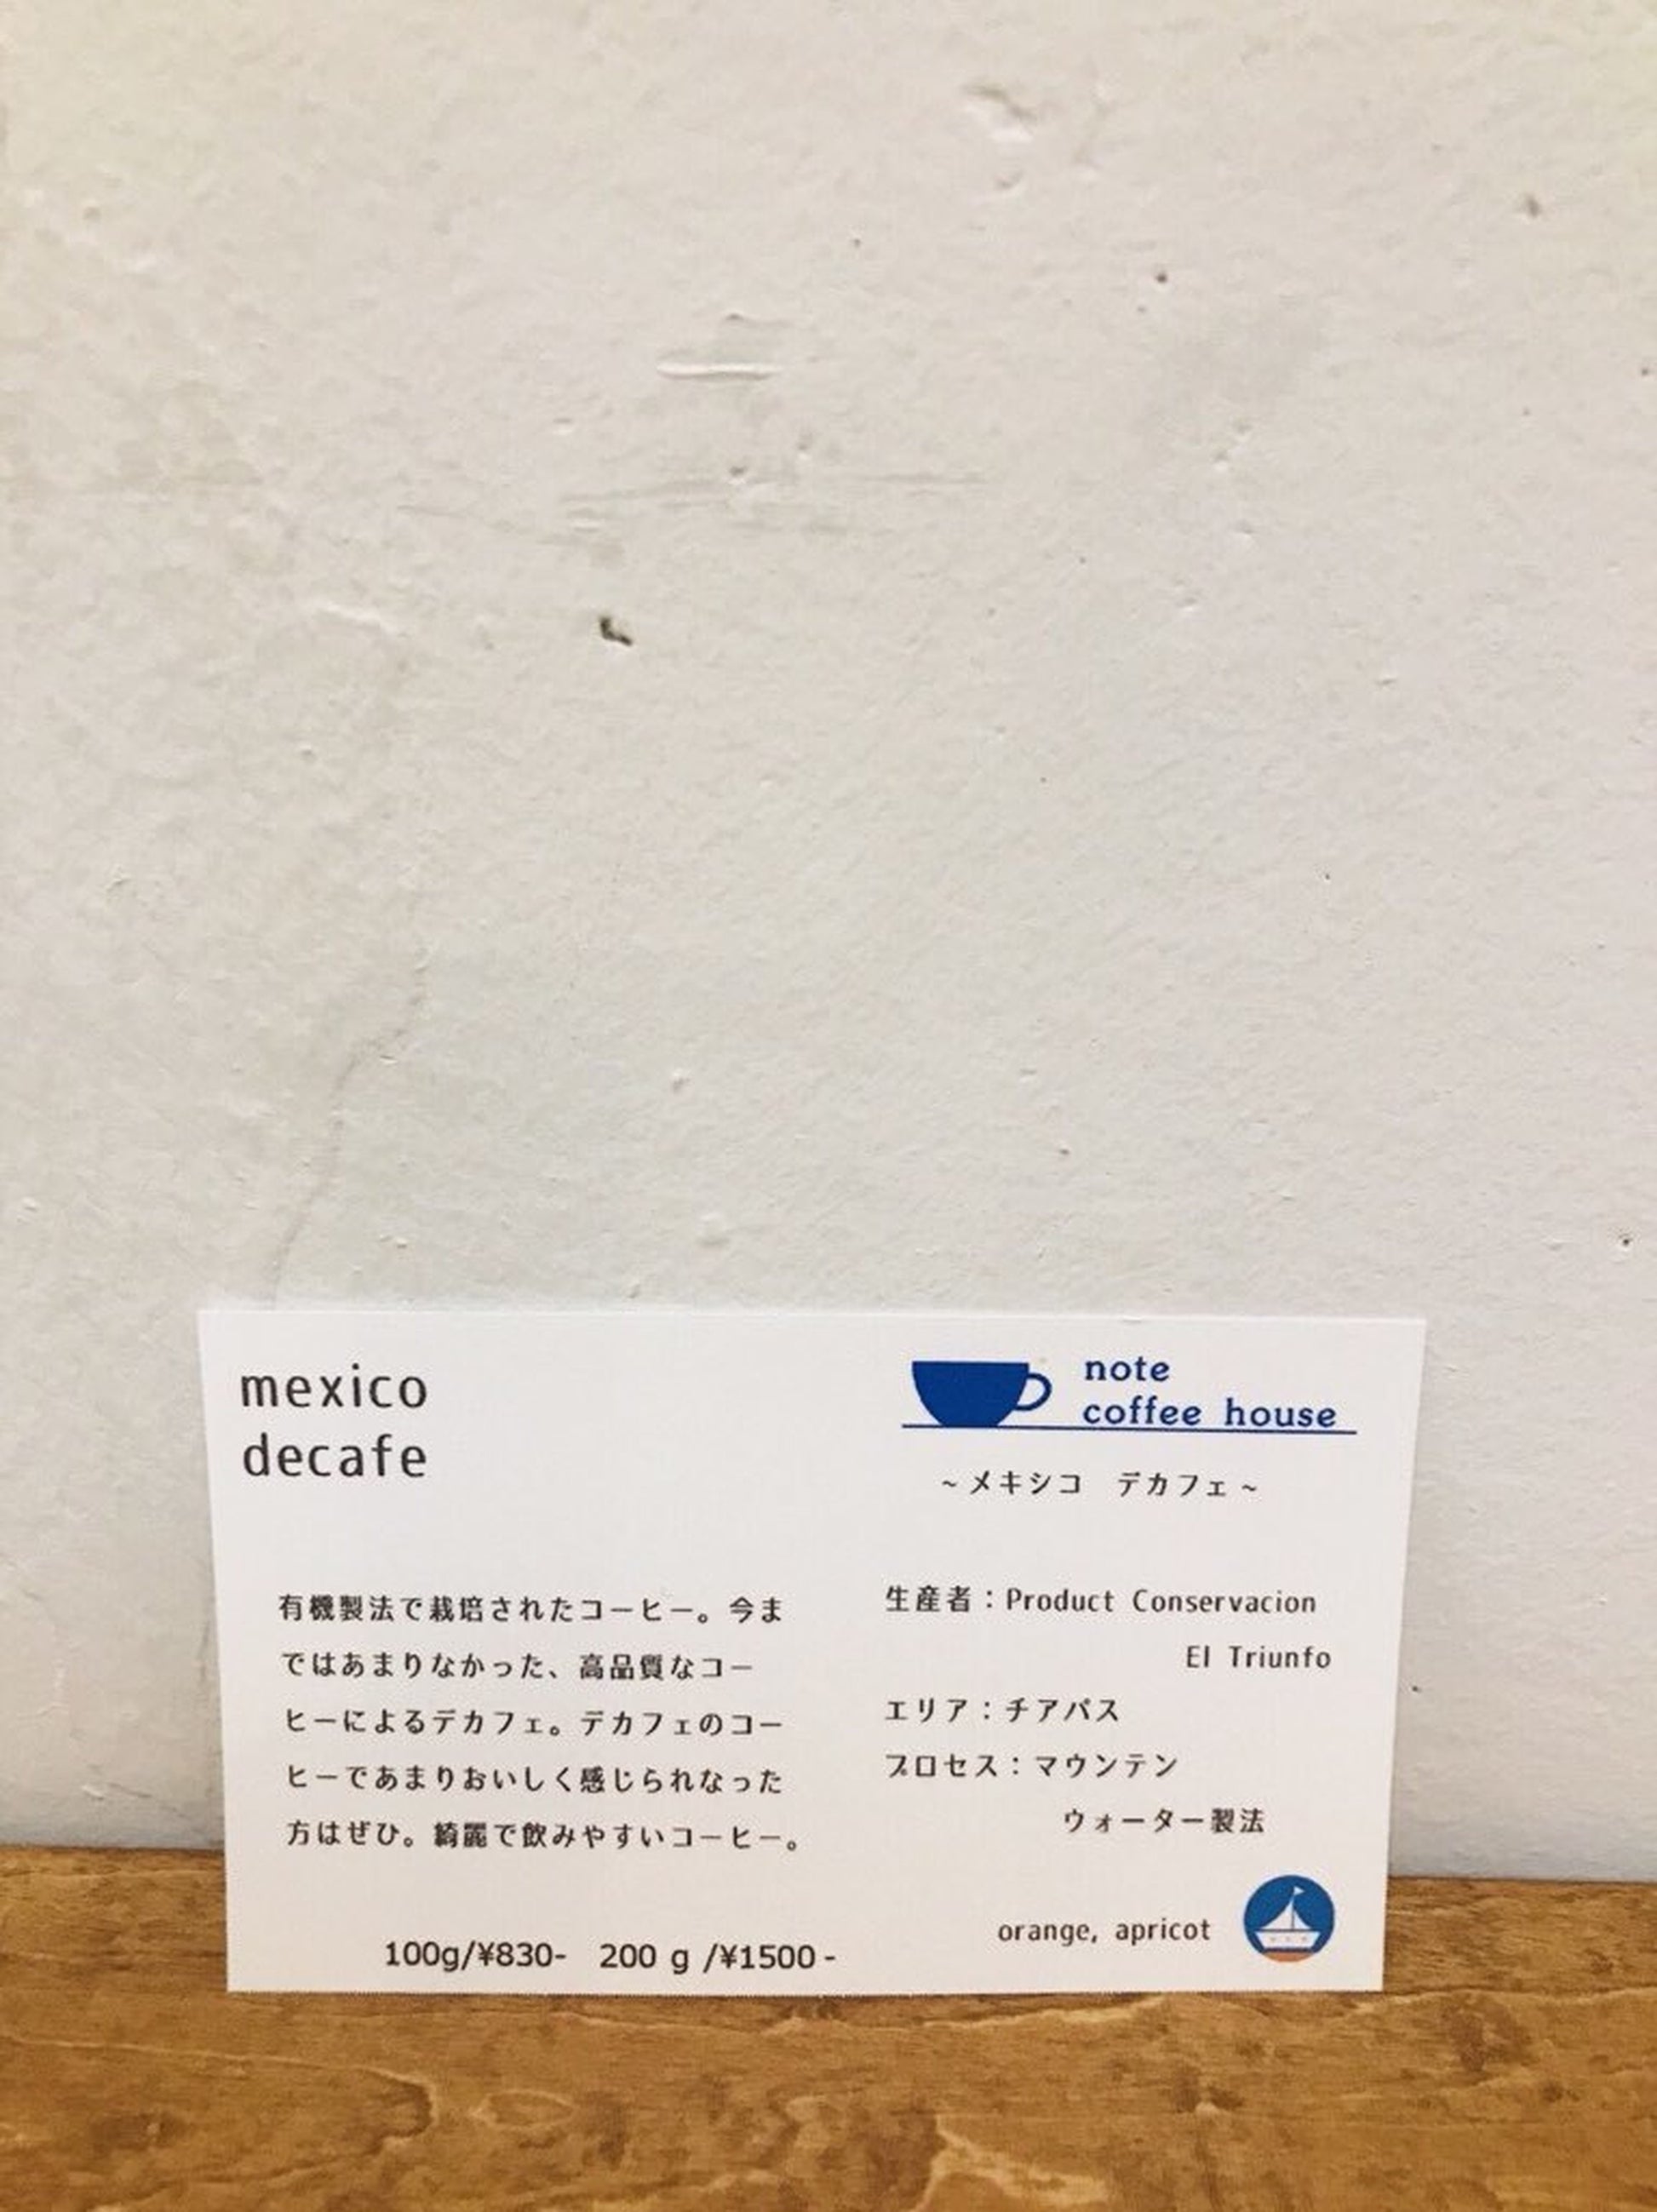 mexico
decafe
note
coffee house
~メキシコ デカフェ~
有機製法で栽培されたコーヒー。今ま
ではあまりなかった、高品質なコー
ヒーによるデカフェ。デカフェのコー
ヒーであまりおいしく感じられなった
方はぜひ。綺麗で飲みやすいコーヒー。
生産者：Product Conservacion
El Triunfo
エリア：チアパス
プロセス：マウンテン
ウォーター製法
orange, apricot
100g/¥830- 200 g /¥1500-